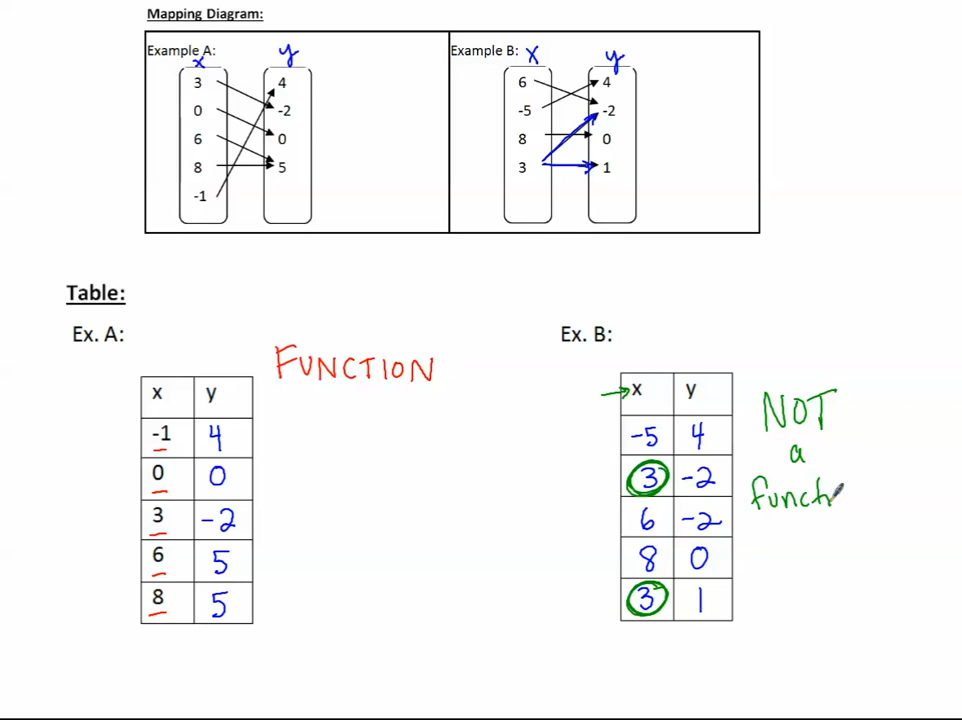 Mapping Diagram:
Example A:
x y
3 4
0 -2
6 0
8 5
-1
Example B:
x y
6 4
-5 -2
8 0
3 1
Table:
Ex. A:
FUNCTION
x y
-1 4
0 0
3 -2
6 5
8 5
Ex. B:
x y
-5 4
3 -2
6 -2
8 0
3 1
NOT
a
functi